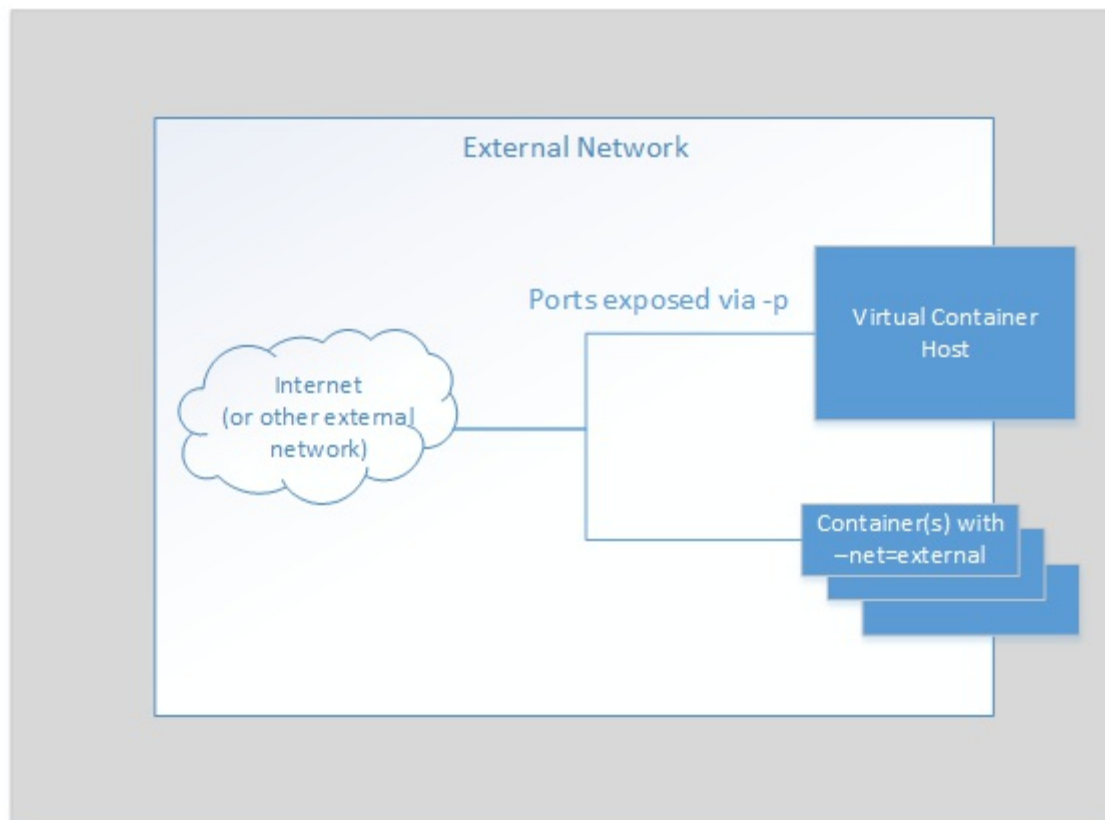 External Network
Ports exposed via -p
Virtual Container
Host
Internet
(or other external
network)
Container(s) with
–net=external